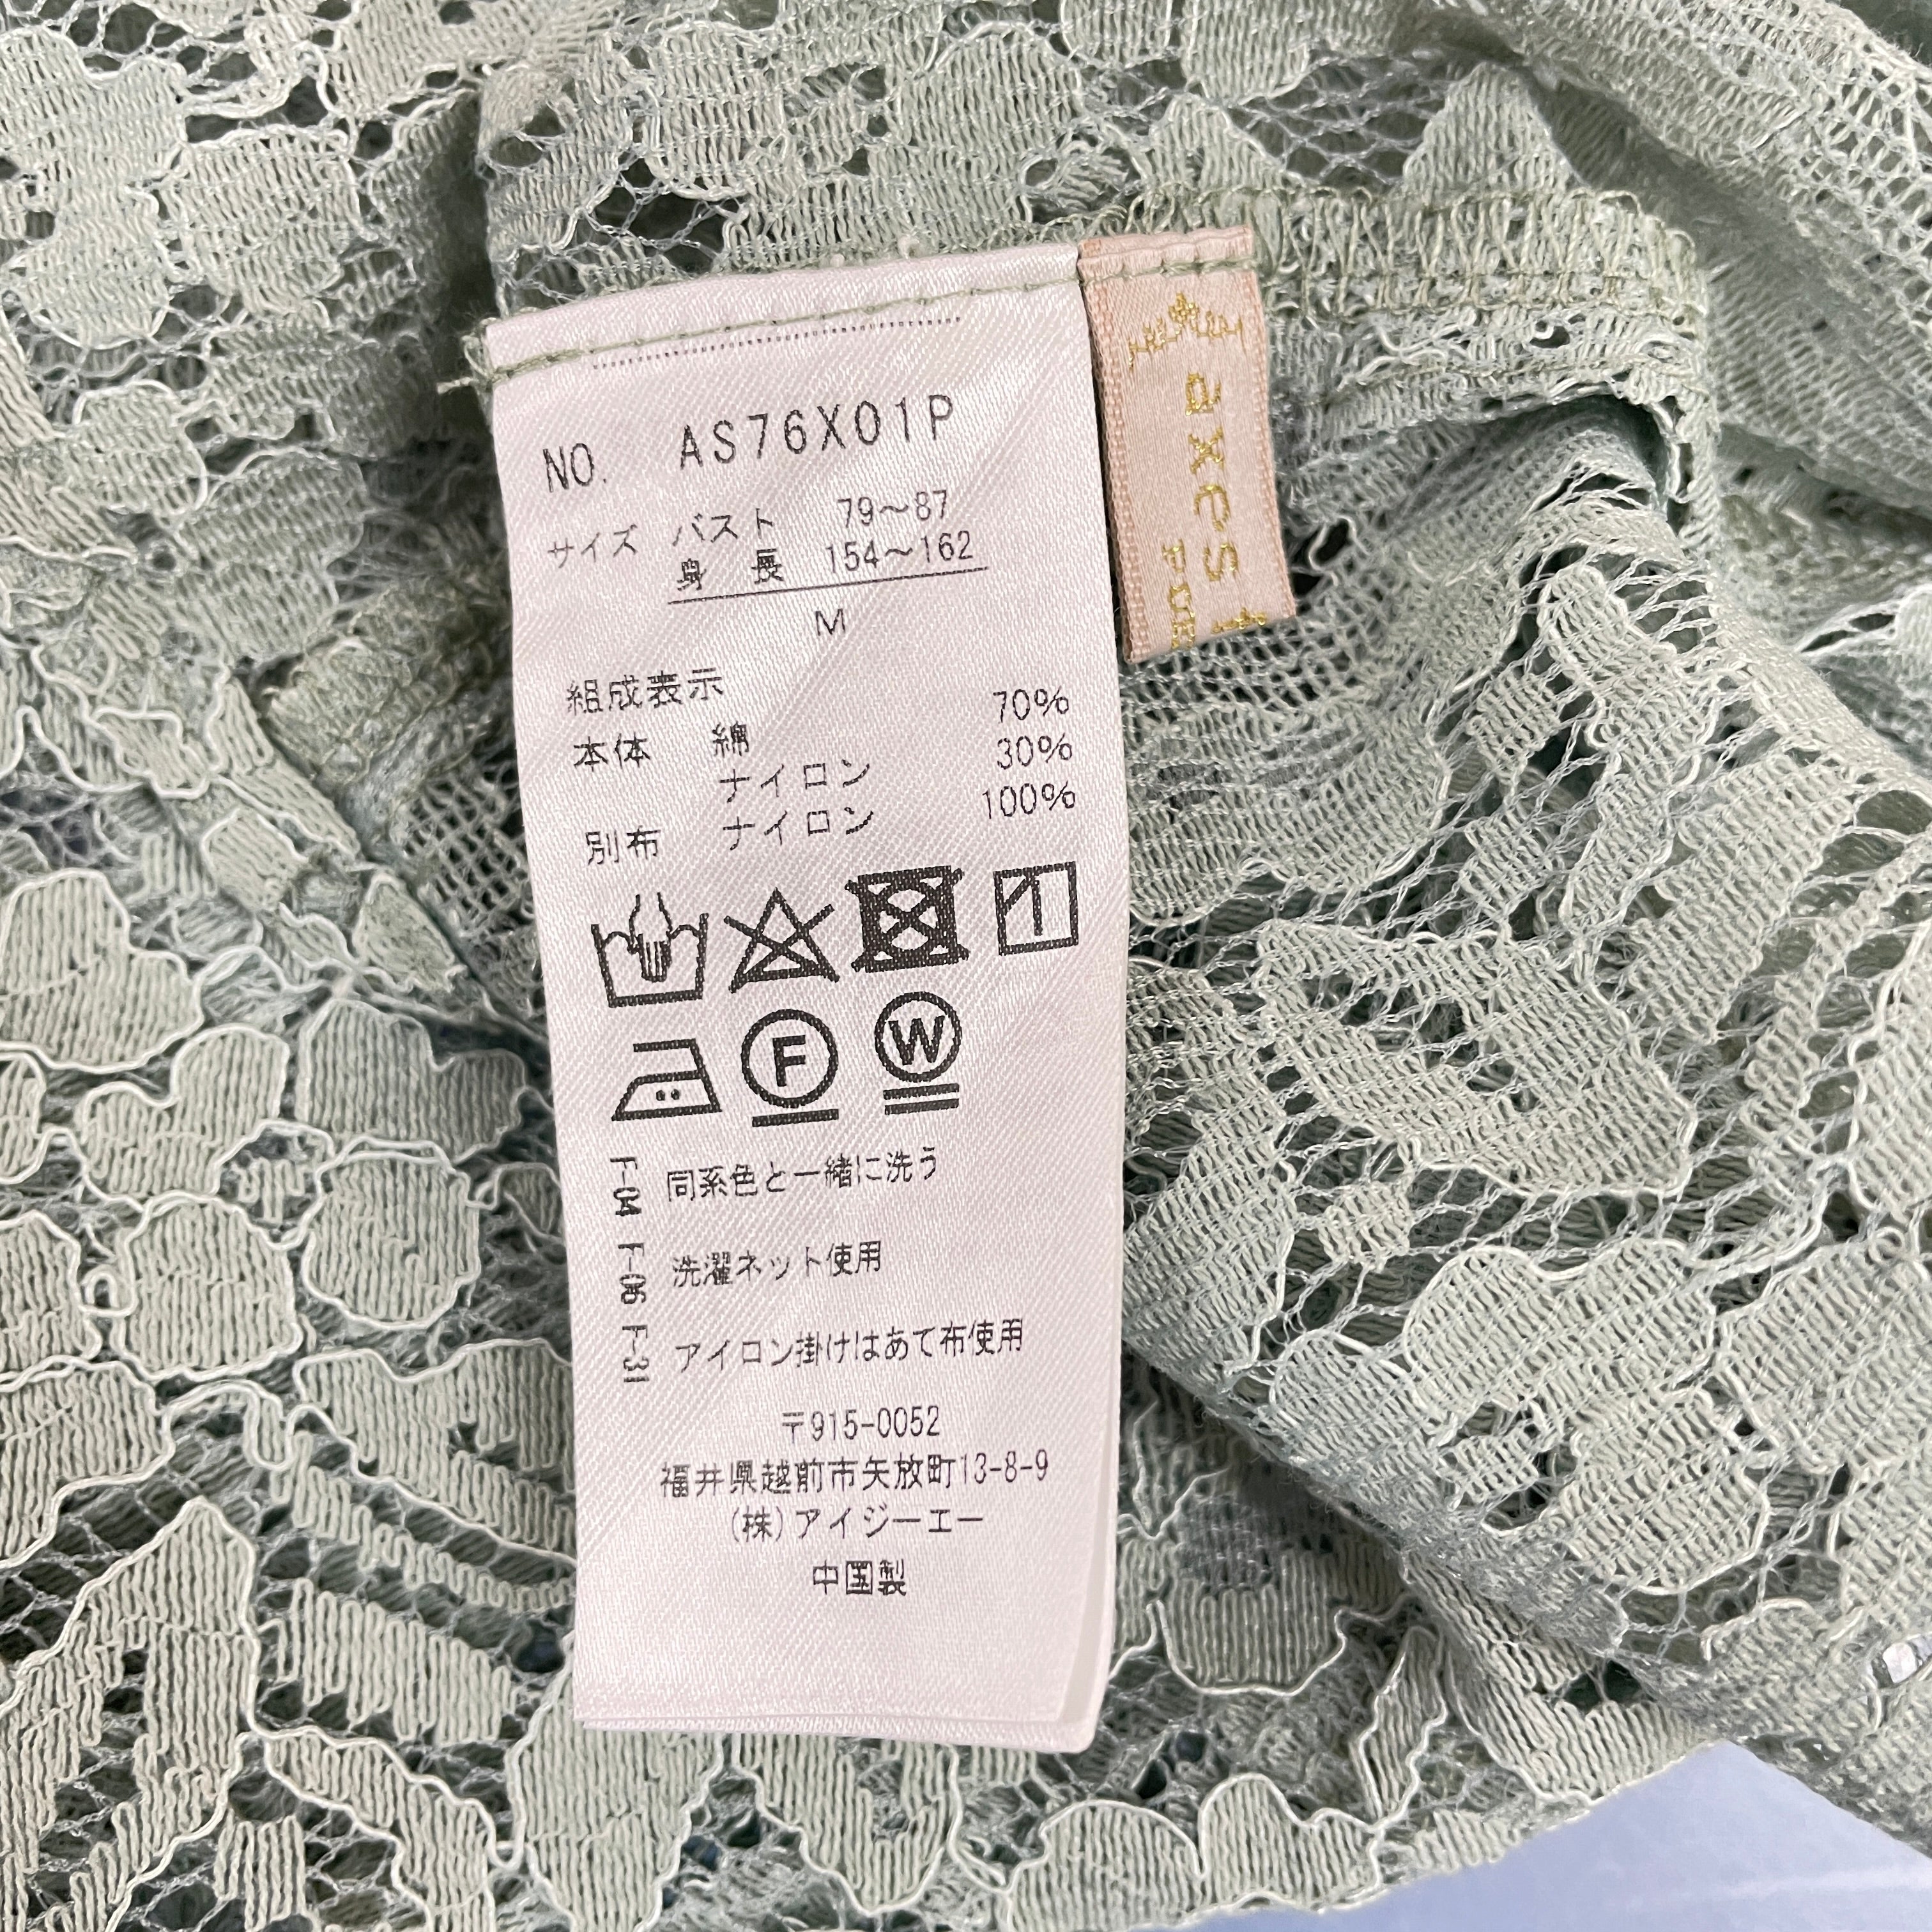 NO. AS76X01P
サイズ バスト 79～87
身長 154～162
M
組成表示
本体 綿 70%
ナイロン 30%
別布 ナイロン 100%
F W
F-04 同系色と一緒に洗う
F-06 洗濯ネット使用
F-31 アイロン掛けはあて布使用
〒915-0052
福井県越前市矢放町13-8-9
(株)アイジーエー
中国製
axes